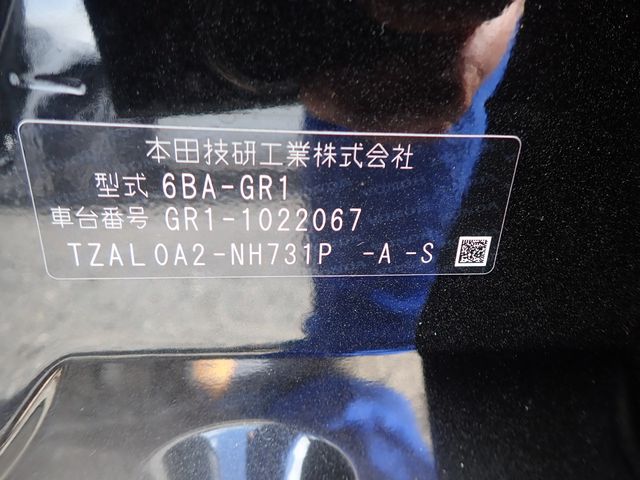 本田技研工業株式会社
型式 6BA-GR1
車台番号 GR1-1022067
TZAL0A2-NH731P -A -S